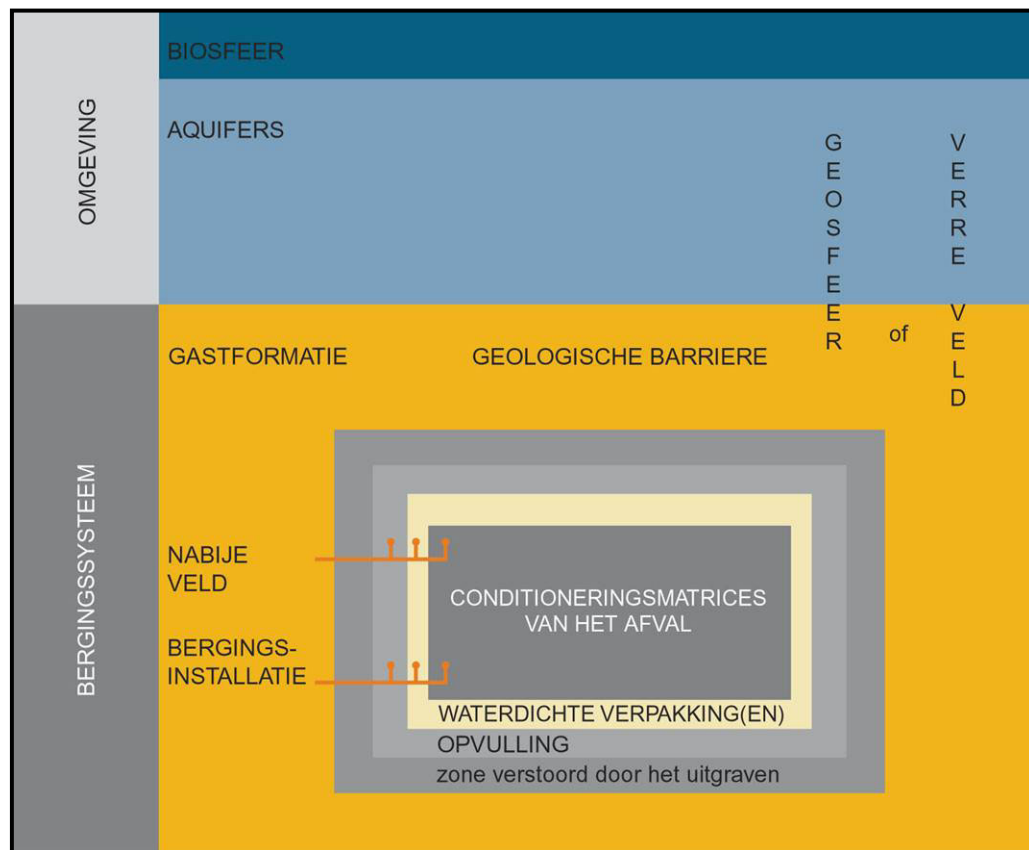 OMGEVING
BIOSFEER
AQUIFERS
GEOSFEER
of
VERRE VELD
BERGINGSSYSTEEM
GASTFORMATIE
GEOLOGISCHE BARRIERE
NABIJE
VELD
BERGINGS-
INSTALLATIE
CONDITIONERINGSMATRICES
VAN HET AFVAL
WATERDICHTE VERPAKKING(EN)
OPVULLING
zone verstoord door het uitgraven